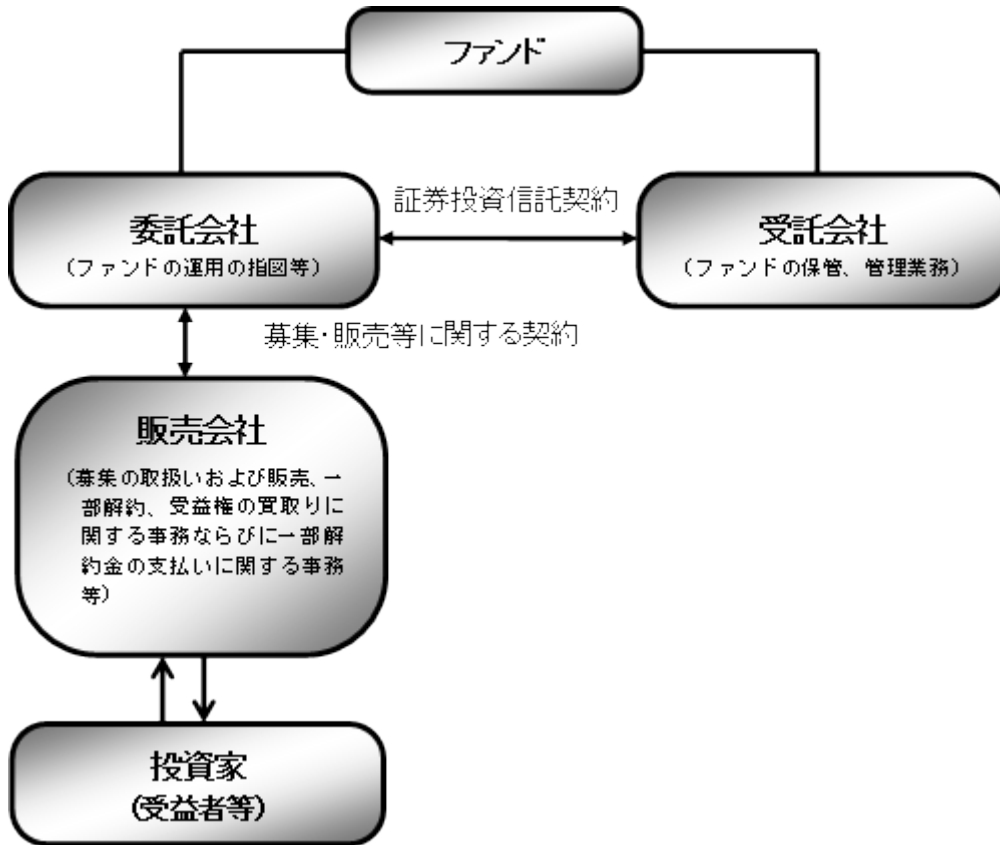 ファンド
委託会社
（ファンドの運用の指図等）
証券投資信託契約
受託会社
（ファンドの保管、管理業務）
募集・販売等に関する契約
販売会社
（募集の取扱いおよび販売、一
部解約、受益権の買取りに
関する事務ならびに一部解
約金の支払いに関する事務
等）
投資家
（受益者等）